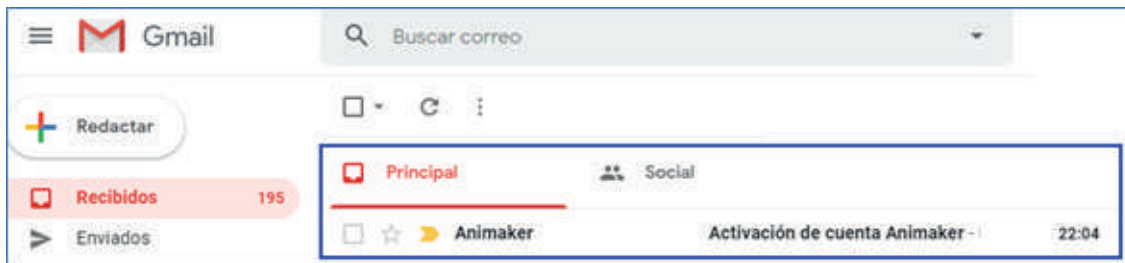 Gmail
Buscar correo
Redactar
Principal
Social
Recibidos 195
Enviados
Animaker Activación de cuenta Animaker - 22:04